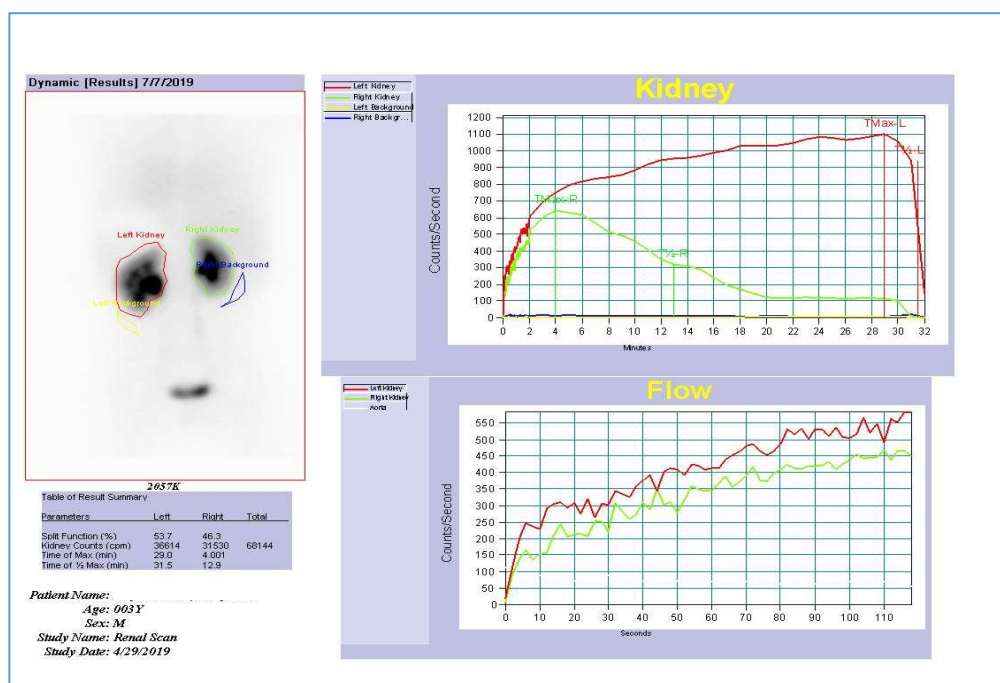 Dynamic [Results] 7/7/2019
Left Kidney
Right Kidney
Right Background
Left Background
2057K
Table of Result Summary
Parameters Left Right Total
Split Function (%) 53.7 46.3
Kidney Counts (cpm) 36614 31530 68144
Time of Max (min) 29.0 4.001
Time of ½ Max (min) 31.5 12.9
Patient Name:
Age: 003Y
Sex: M
Study Name: Renal Scan
Study Date: 4/29/2019
Kidney
Left Kidney
Right Kidney
Left Background
Right Backgr...
Counts/Second
1200
1100
1000
900
800
700
600
500
400
300
200
100
0
TMax-L
T½-L
TMax-R
T½-R
0 2 4 6 8 10 12 14 16 18 20 22 24 26 28 30 32
Minutes
Flow
Left Kidney
Right Kidney
Aorta
Counts/Second
550
500
450
400
350
300
250
200
150
100
50
0
0 10 20 30 40 50 60 70 80 90 100 110
Seconds